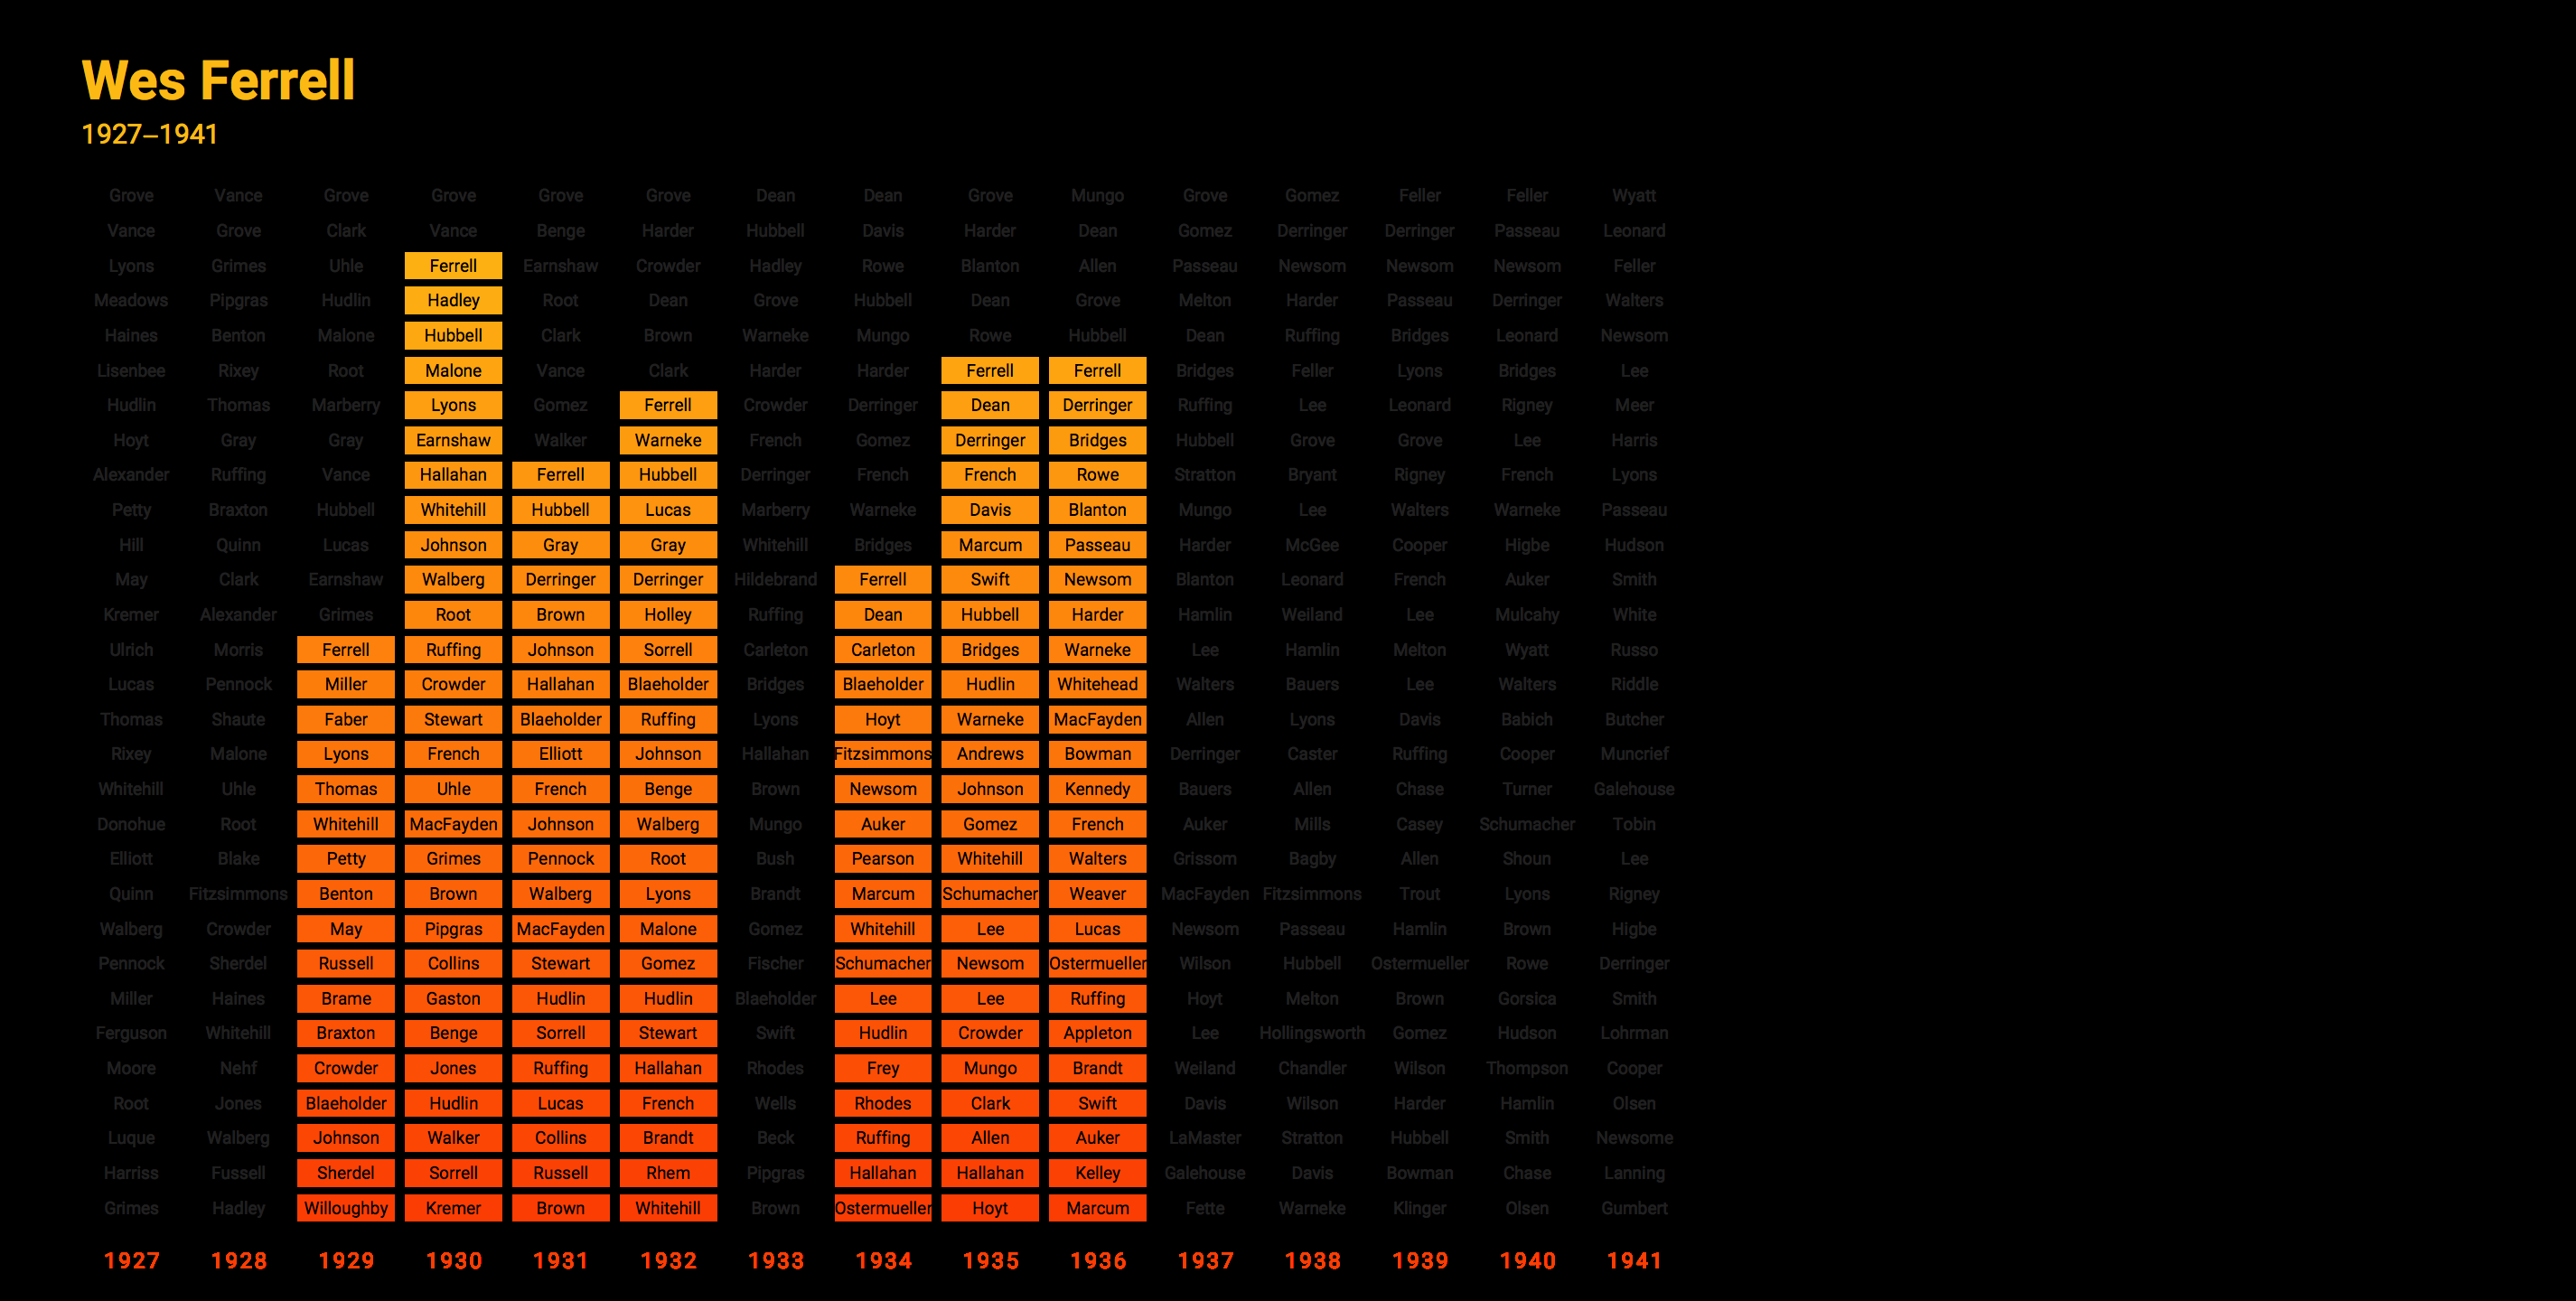 Wes Ferrell
1927–1941
Grove Vance Grove Grove Grove Grove Dean Dean Grove Mungo Grove Gomez Feller Feller Wyatt
Vance Grove Clark Vance Benge Harder Hubbell Davis Harder Dean Gomez Derringer Derringer Passeau Leonard
Lyons Grimes Uhle Ferrell Earnshaw Crowder Hadley Rowe Blanton Allen Passeau Newsom Newsom Newsom Feller
Meadows Pipgras Hudlin Hadley Root Dean Grove Hubbell Dean Grove Melton Harder Passeau Derringer Walters
Haines Benton Malone Hubbell Clark Brown Warneke Mungo Rowe Hubbell Dean Ruffing Bridges Leonard Newsom
Lisenbee Rixey Root Malone Vance Clark Harder Harder Ferrell Ferrell Bridges Feller Lyons Bridges Lee
Hudlin Thomas Marberry Lyons Gomez Ferrell Crowder Derringer Dean Derringer Ruffing Lee Leonard Rigney Meer
Hoyt Gray Gray Earnshaw Walker Warneke French Gomez Derringer Bridges Hubbell Grove Grove Lee Harris
Alexander Ruffing Vance Hallahan Ferrell Hubbell Derringer French French Rowe Stratton Bryant Rigney French Lyons
Petty Braxton Hubbell Whitehill Hubbell Lucas Marberry Warneke Davis Blanton Mungo Lee Walters Warneke Passeau
Hill Quinn Lucas Johnson Gray Gray Whitehill Bridges Marcum Passeau Harder McGee Cooper Higbe Hudson
May Clark Earnshaw Walberg Derringer Derringer Hildebrand Ferrell Swift Newsom Blanton Leonard French Auker Smith
Kremer Alexander Grimes Root Brown Holley Ruffing Dean Hubbell Harder Hamlin Weiland Lee Mulcahy White
Ulrich Morris Ferrell Ruffing Johnson Sorrell Carleton Carleton Bridges Warneke Lee Hamlin Melton Wyatt Russo
Lucas Pennock Miller Crowder Hallahan Blaeholder Bridges Blaeholder Hudlin Whitehead Walters Bauers Lee Walters Riddle
Thomas Shaute Faber Stewart Blaeholder Ruffing Lyons Hoyt Warneke MacFayden Allen Lyons Davis Babich Butcher
Rixey Malone Lyons French Elliott Johnson Hallahan Fitzsimmons Andrews Bowman Derringer Caster Ruffing Cooper Muncrief
Whitehill Uhle Thomas Uhle French Benge Brown Newsom Johnson Kennedy Bauers Allen Chase Turner Galehouse
Donohue Root Whitehill MacFayden Johnson Walberg Mungo Auker Gomez French Auker Mills Casey Schumacher Tobin
Elliott Blake Petty Grimes Pennock Root Bush Pearson Whitehill Walters Grissom Bagby Allen Shoun Lee
Quinn Fitzsimmons Benton Brown Walberg Lyons Brandt Marcum Schumacher Weaver MacFayden Fitzsimmons Trout Lyons Rigney
Walberg Crowder May Pipgras MacFayden Malone Gomez Whitehill Lee Lucas Newsom Passeau Hamlin Brown Higbe
Pennock Sherdel Russell Collins Stewart Gomez Fischer Schumacher Newsom Ostermueller Wilson Hubbell Ostermueller Rowe Derringer
Miller Haines Brame Gaston Hudlin Hudlin Blaeholder Lee Lee Ruffing Hoyt Melton Brown Gorsica Smith
Ferguson Whitehill Braxton Benge Sorrell Stewart Swift Hudlin Crowder Appleton Lee Hollingsworth Gomez Hudson Lohrman
Moore Nehf Crowder Jones Ruffing Hallahan Rhodes Frey Mungo Brandt Weiland Chandler Wilson Thompson Cooper
Root Jones Blaeholder Hudlin Lucas French Wells Rhodes Clark Swift Davis Wilson Harder Hamlin Olsen
Luque Walberg Johnson Walker Collins Brandt Beck Ruffing Allen Auker LaMaster Stratton Hubbell Smith Newsome
Harriss Fussell Sherdel Sorrell Russell Rhem Pipgras Hallahan Hallahan Kelley Galehouse Davis Bowman Chase Lanning
Grimes Hadley Willoughby Kremer Brown Whitehill Brown Ostermueller Hoyt Marcum Fette Warneke Klinger Olsen Gumbert
1927 1928 1929 1930 1931 1932 1933 1934 1935 1936 1937 1938 1939 1940 1941